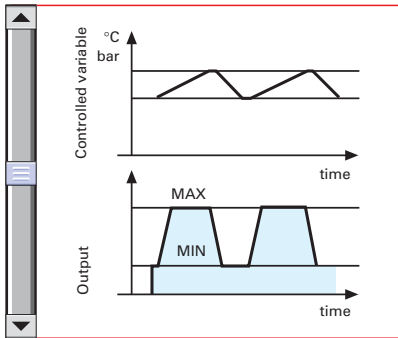 °C
bar
Controlled variable
time
MAX
MIN
Output
time